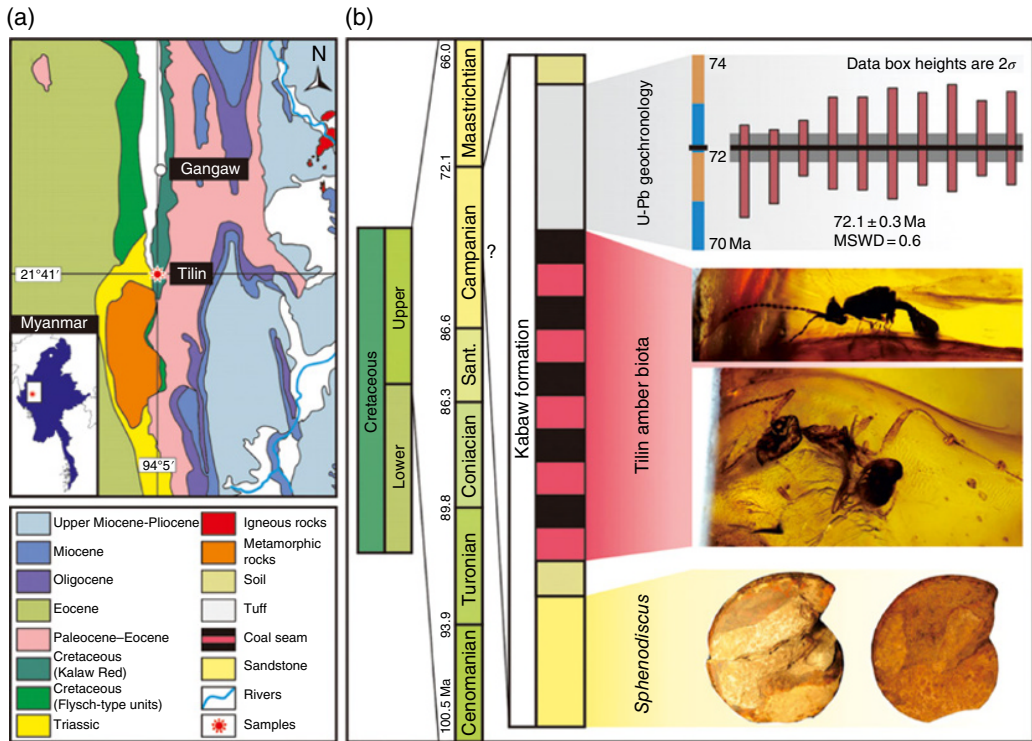 (a)
N
Gangaw
21°41′
Tilin
Myanmar
94°5′
Upper Miocene-Pliocene
Miocene
Oligocene
Eocene
Paleocene–Eocene
Cretaceous
(Kalaw Red)
Cretaceous
(Flysch-type units)
Triassic
Igneous rocks
Metamorphic
rocks
Soil
Tuff
Coal seam
Sandstone
Rivers
Samples
(b)
Cretaceous
Upper
Lower
66.0
Maastrichtian
72.1
Campanian
86.6
Sant.
86.3
Coniacian
89.8
Turonian
93.9
Cenomanian
100.5 Ma
?
Kabaw formation
U-Pb geochronology
74
72
70 Ma
Data box heights are 2σ
72.1 ± 0.3 Ma
MSWD = 0.6
Tilin amber biota
Sphenodiscus